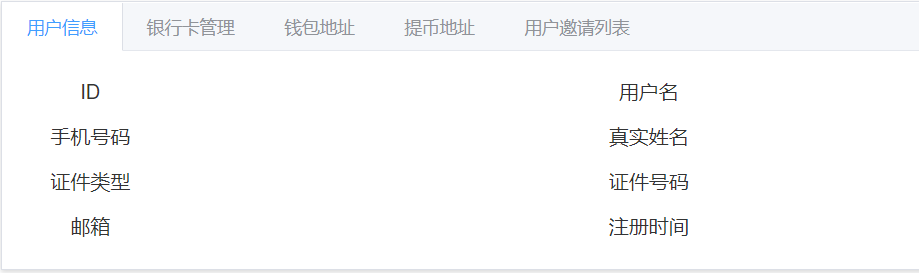 用户信息 银行卡管理 钱包地址 提币地址 用户邀请列表
ID 用户名
手机号码 真实姓名
证件类型 证件号码
邮箱 注册时间